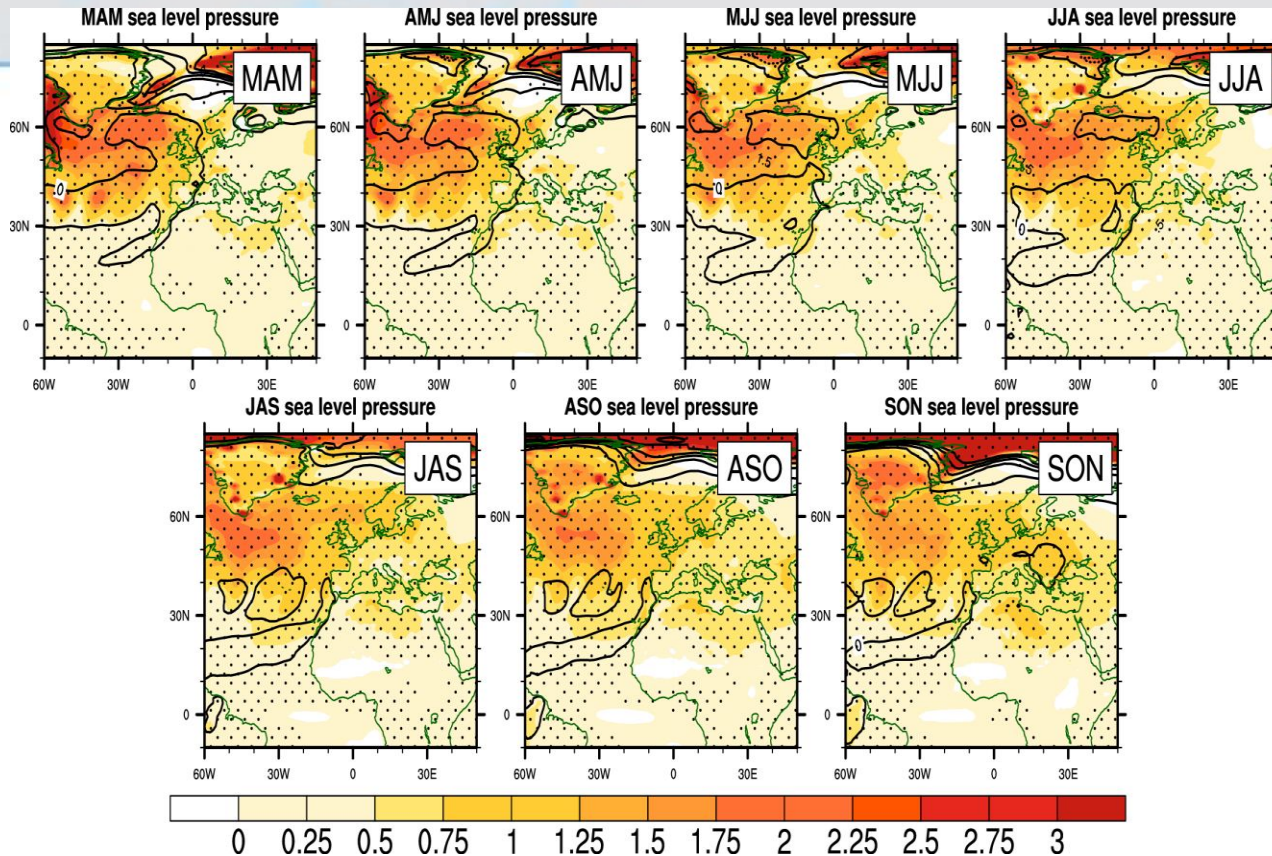 MAM sea level pressure
AMJ sea level pressure
MJJ sea level pressure
JJA sea level pressure
MAM
AMJ
MJJ
JJA
60N
60N
60N
60N
30N
30N
30N
30N
0
0
0
0
0
0
0
0
1.5
60W 30W 0 30E
60W 30W 0 30E
60W 30W 0 30E
60W 30W 0 30E
JAS sea level pressure
ASO sea level pressure
SON sea level pressure
JAS
ASO
SON
60N
60N
60N
30N
30N
30N
0
0
0
0
60W 30W 0 30E
60W 30W 0 30E
60W 30W 0 30E
0 0.25 0.5 0.75 1 1.25 1.5 1.75 2 2.25 2.5 2.75 3